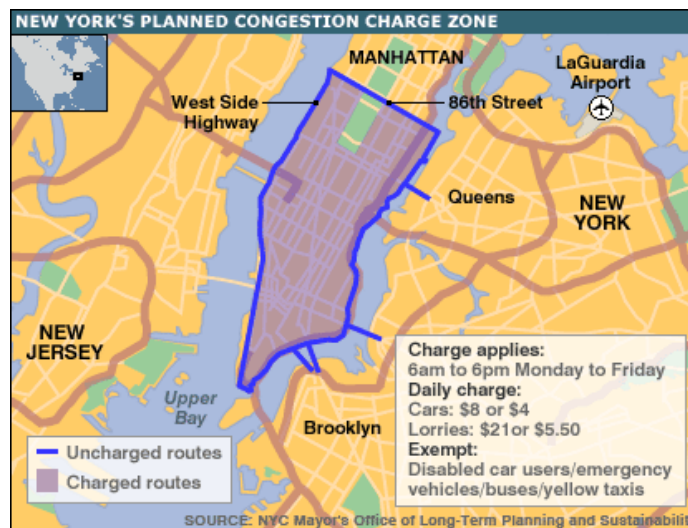 NEW YORK'S PLANNED CONGESTION CHARGE ZONE
MANHATTAN
LaGuardia
Airport
West Side
Highway
86th Street
Queens
NEW
YORK
NEW
JERSEY
Upper
Bay
Brooklyn
Charge applies:
6am to 6pm Monday to Friday
Daily charge:
Cars: $8 or $4
Lorries: $21or $5.50
Exempt:
Disabled car users/emergency
vehicles/buses/yellow taxis
Uncharged routes
Charged routes
SOURCE: NYC Mayor's Office of Long-Term Planning and Sustainabilit